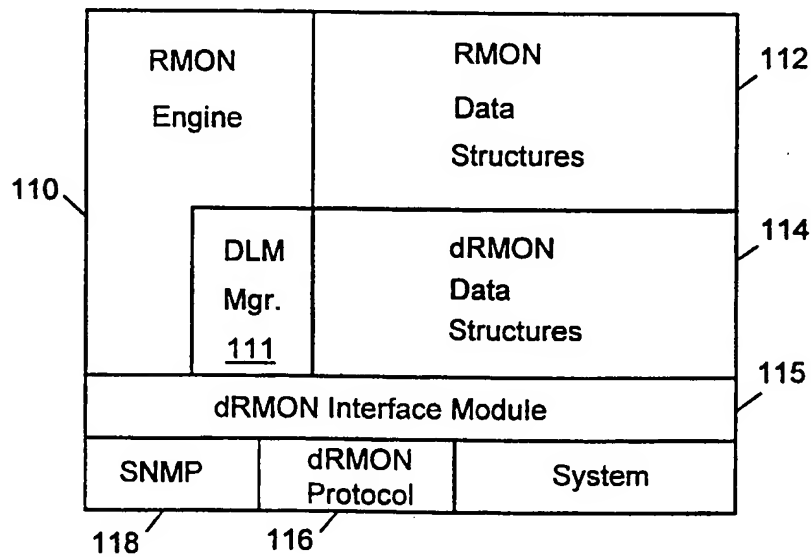 RMON
Engine
RMON
Data
Structures
112
110
DLM
Mgr.
111
dRMON
Data
Structures
114
dRMON Interface Module
115
SNMP
dRMON
Protocol
System
118
116